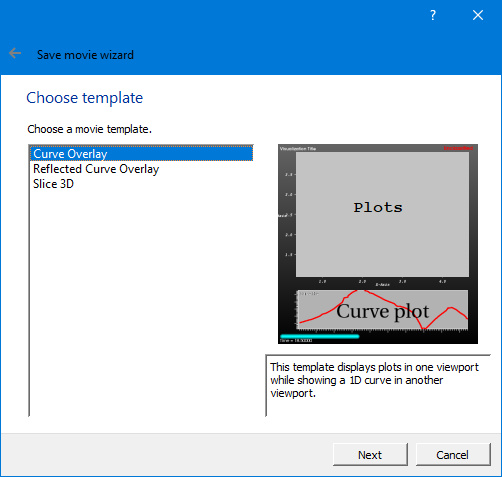 ?
Save movie wizard
Choose template
Choose a movie template.
Curve Overlay
Reflected Curve Overlay
Slice 3D
Visualization Title
Plots
Curve plot
This template displays plots in one viewport
while showing a 1D curve in another
viewport.
Next
Cancel